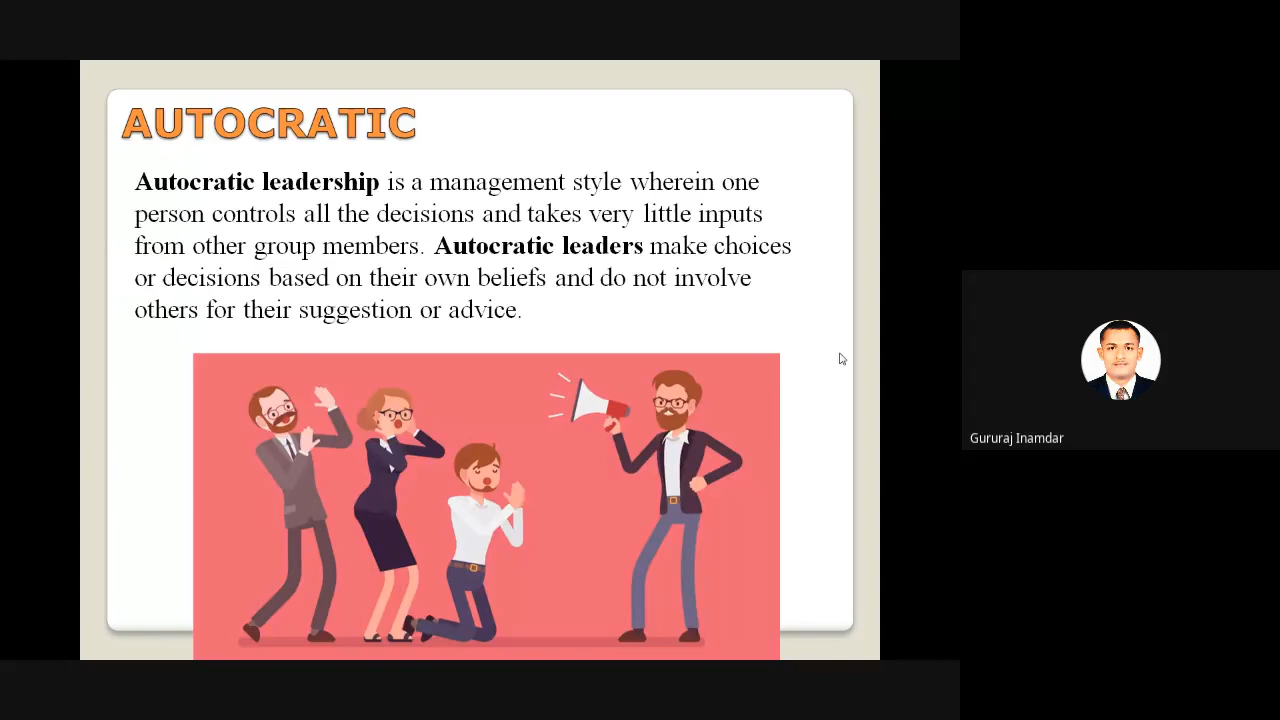 AUTOCRATIC
Autocratic leadership is a management style wherein one
person controls all the decisions and takes very little inputs
from other group members. Autocratic leaders make choices
or decisions based on their own beliefs and do not involve
others for their suggestion or advice.
Gururaj Inamdar